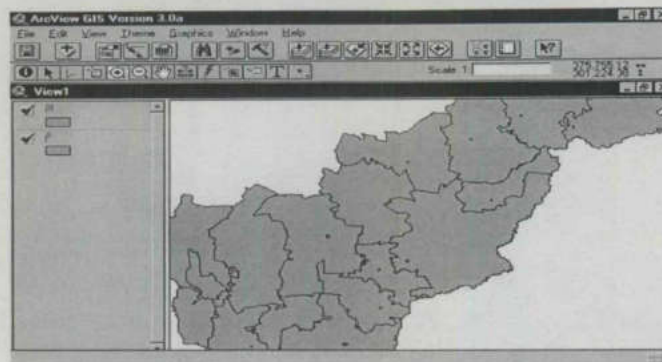 ArcView GIS Version 3.0a
File Edit View Theme Graphics Window Help
Scale 1:
View1